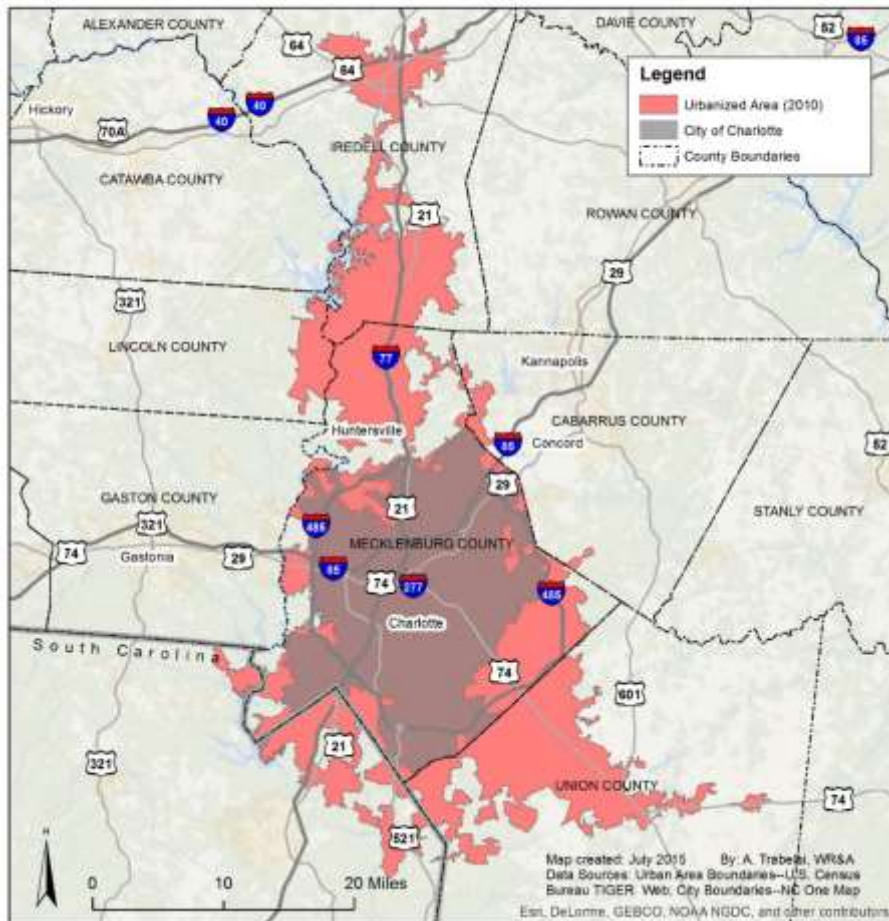 ALEXANDER COUNTY
DAVIE COUNTY
52
85
64
64
Legend
Urbanized Area (2010)
City of Charlotte
County Boundaries
Hickory
40
40
70A
IREDELL COUNTY
CATAWBA COUNTY
21
ROWAN COUNTY
29
321
LINCOLN COUNTY
77
Kannapolis
CABARRUS COUNTY
Huntersville
85
Concord
52
29
GASTON COUNTY
21
STANLY COUNTY
321
485
74
MECKLENBURG COUNTY
Gastonia
29
85
74
277
485
Charlotte
South Carolina
74
601
21
321
UNION COUNTY
74
521
N
Map created: July 2015 By: A. Trabelsi, WR&A
Data Sources: Urban Area Boundaries--U.S. Census
Bureau TIGER Web; City Boundaries--NC One Map
0 10 20 Miles
Esri, DeLorme, GEBCO, NOAA NGDC, and other contributors